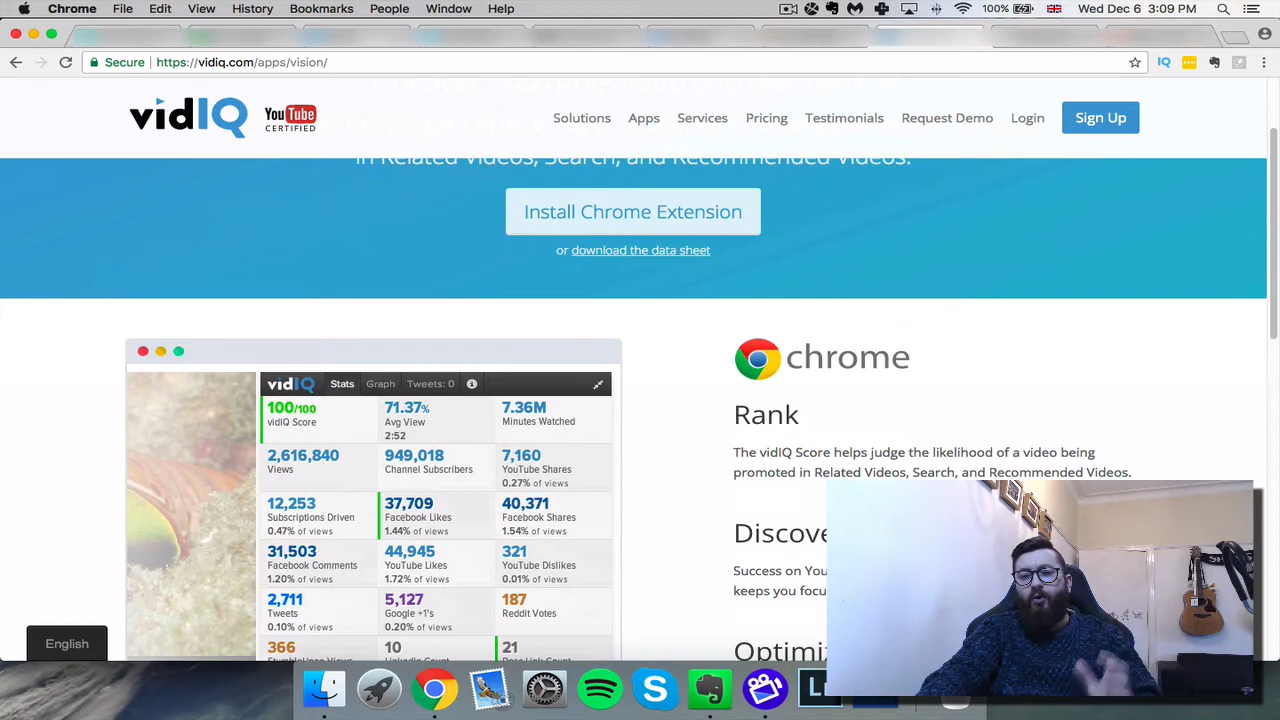 Chrome File Edit View History Bookmarks People Window Help 100% Wed Dec 6 3:09 PM
Secure https://vidiq.com/apps/vision/ IQ
vidIQ YouTube CERTIFIED Solutions Apps Services Pricing Testimonials Request Demo Login Sign Up
in Related Videos, Search, and Recommended Videos.
Install Chrome Extension
or download the data sheet
vidIQ Stats Graph Tweets: 0
100/100
vidIQ Score
71.37%
Avg View
2:52
7.36M
Minutes Watched
2,616,840
Views
949,018
Channel Subscribers
7,160
YouTube Shares
0.27% of views
12,253
Subscriptions Driven
0.47% of views
37,709
Facebook Likes
1.44% of views
40,371
Facebook Shares
1.54% of views
31,503
Facebook Comments
1.20% of views
44,945
YouTube Likes
1.72% of views
321
YouTube Dislikes
0.01% of views
2,711
Tweets
0.10% of views
5,127
Google +1's
0.20% of views
187
Reddit Votes
366
10
21
chrome
Rank
The vidIQ Score helps judge the likelihood of a video being
promoted in Related Videos, Search, and Recommended Videos.
Discove
Success on You
keeps you focu
Optimiz
English